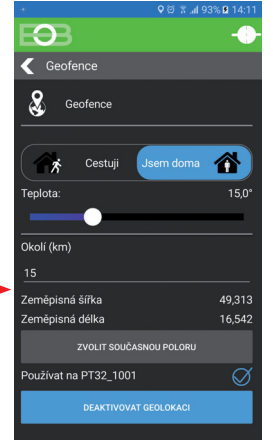 93% 14:11
EOB
Geofence
Geofence
Cestuji Jsem doma
Teplota: 15,0°
Okolí (km)
15
Zeměpisná šířka 49,313
Zeměpisná délka 16,542
ZVOLIT SOUČASNOU POLORU
Používat na PT32_1001
DEAKTIVOVAT GEOLOKACI